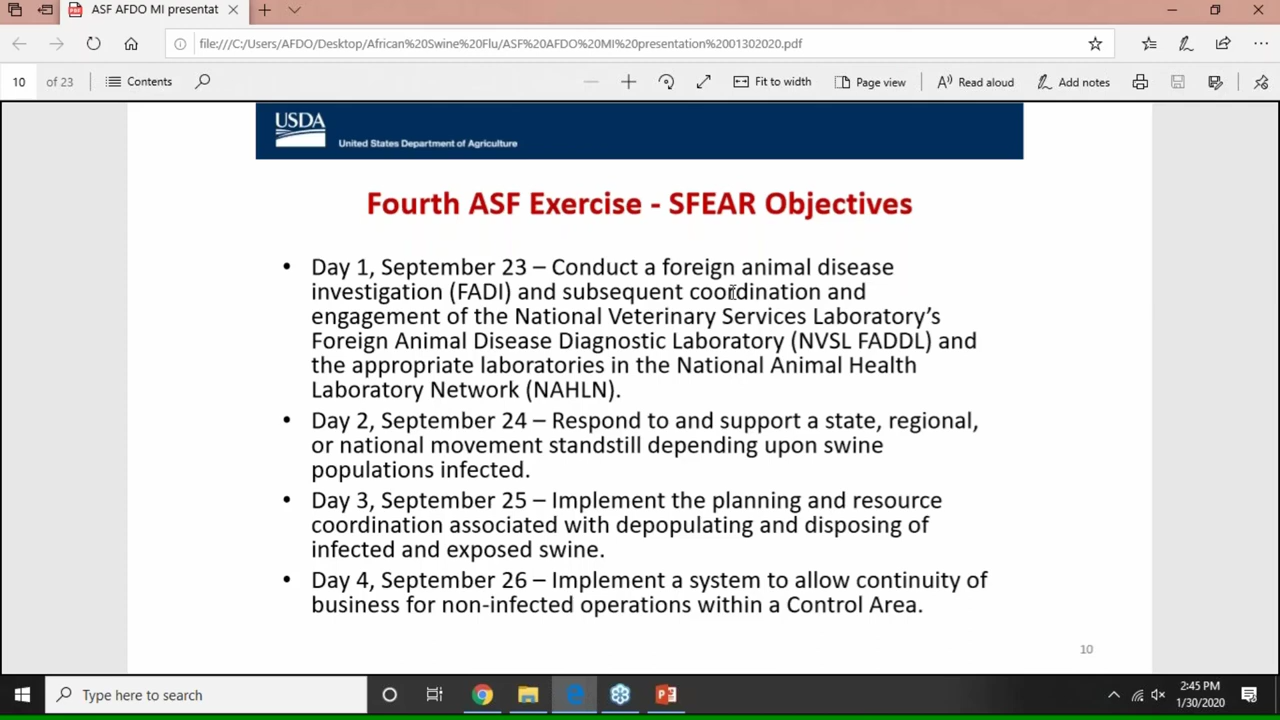 ASF AFDO MI presentat
file:///C:/Users/AFDO/Desktop/African%20Swine%20Flu/ASF%20AFDO%20MI%20presentation%2001302020.pdf
10 of 23 Contents Fit to width Page view Read aloud Add notes
USDA
United States Department of Agriculture
Fourth ASF Exercise - SFEAR Objectives
• Day 1, September 23 – Conduct a foreign animal disease
investigation (FADI) and subsequent coordination and
engagement of the National Veterinary Services Laboratory’s
Foreign Animal Disease Diagnostic Laboratory (NVSL FADDL) and
the appropriate laboratories in the National Animal Health
Laboratory Network (NAHLN).
• Day 2, September 24 – Respond to and support a state, regional,
or national movement standstill depending upon swine
populations infected.
• Day 3, September 25 – Implement the planning and resource
coordination associated with depopulating and disposing of
infected and exposed swine.
• Day 4, September 26 – Implement a system to allow continuity of
business for non-infected operations within a Control Area.
10
Type here to search
2:45 PM
1/30/2020